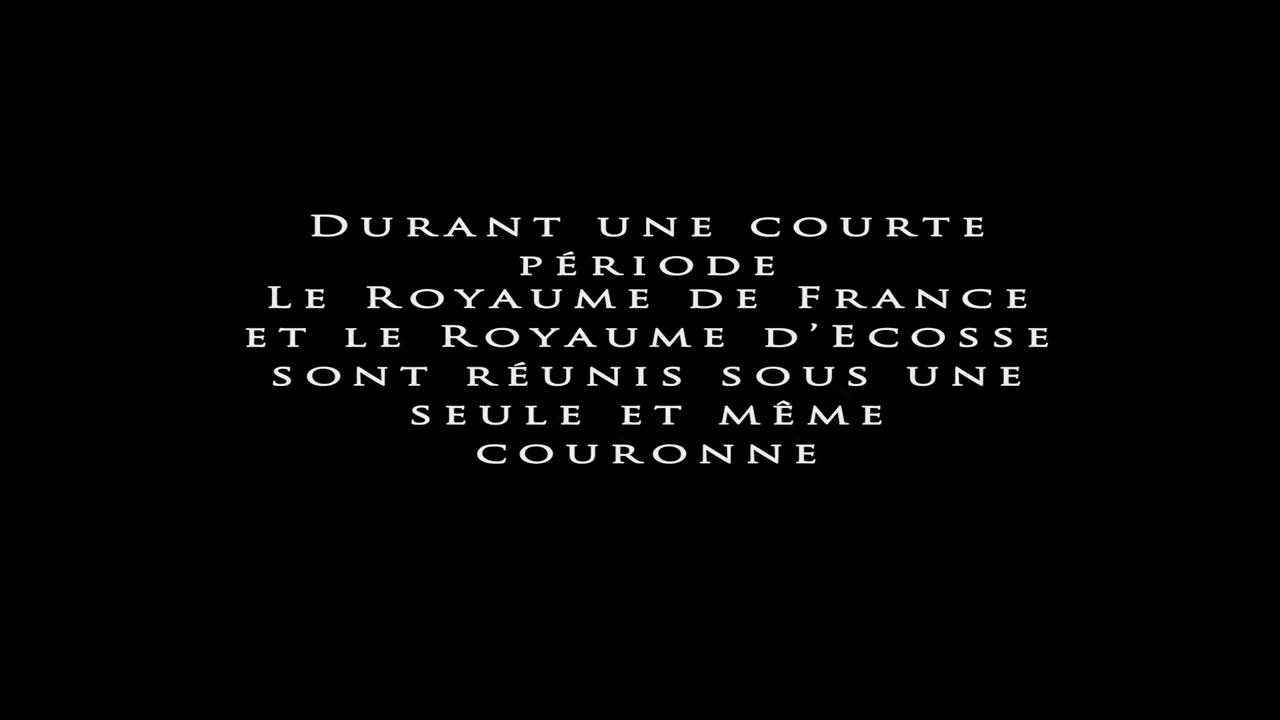 Durant une courte
période
Le Royaume de France
et le Royaume d’Ecosse
sont réunis sous une
seule et même
couronne